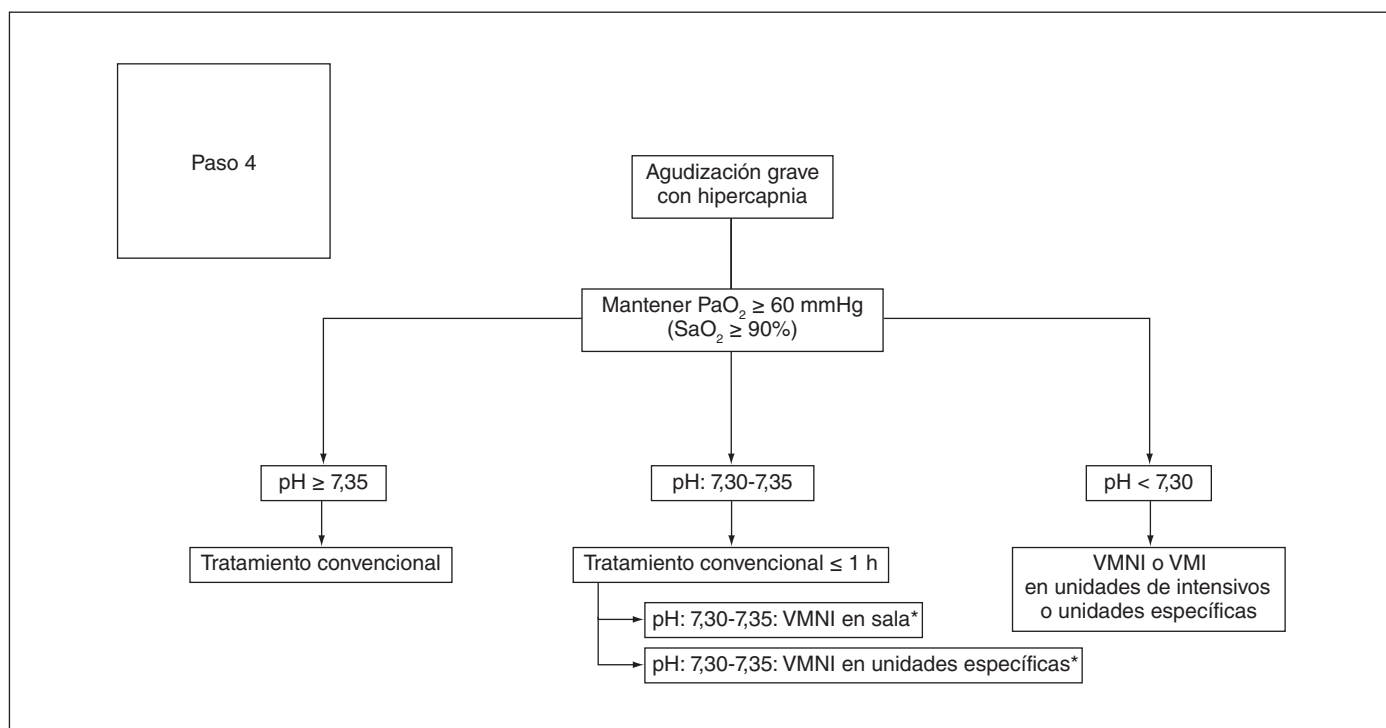 Paso 4
Agudización grave
con hipercapnia
Mantener PaO₂ ≥ 60 mmHg
(SaO₂ ≥ 90%)
pH ≥ 7,35
pH: 7,30-7,35
pH < 7,30
Tratamiento convencional
Tratamiento convencional ≤ 1 h
VMNI o VMI
en unidades de intensivos
o unidades específicas
pH: 7,30-7,35: VMNI en sala*
pH: 7,30-7,35: VMNI en unidades específicas*